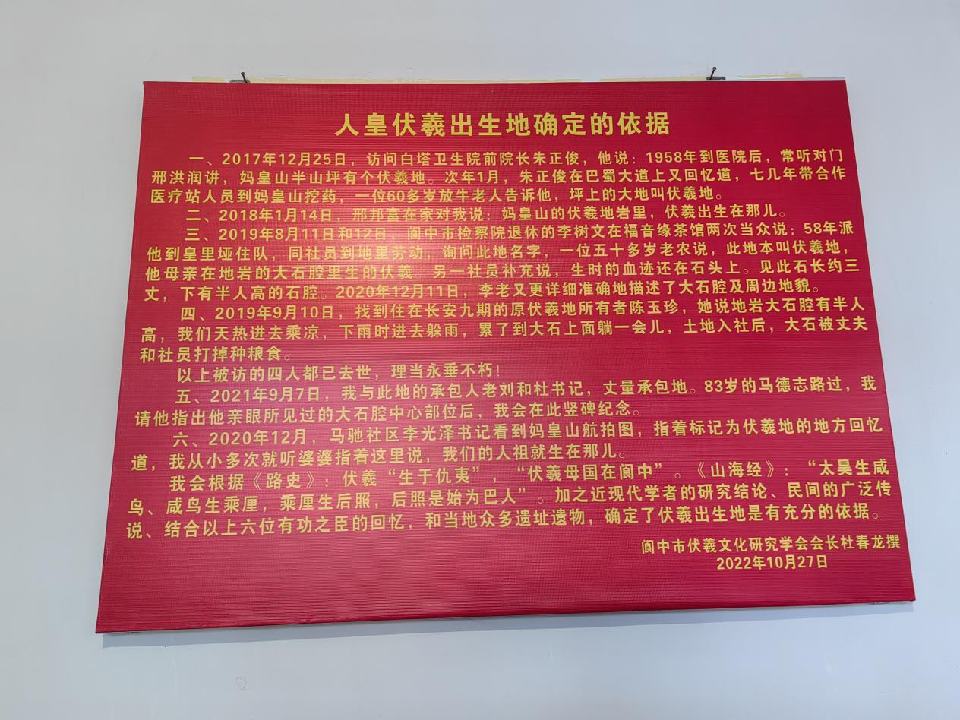 人皇伏羲出生地确定的依据
一、2017年12月25日，访问白塔卫生院前院长朱正俊，他说：1958年到医院后，常听对门
邢洪润讲，妈皇山半山坪有个伏羲地。次年1月，朱正俊在巴蜀大道上又回忆道，七几年带合作
医疗站人员到妈皇山挖药，一位60多岁放牛老人告诉他，坪上的大地叫伏羲地。
二、2018年1月14日，邢邦富在家对我说：妈皇山的伏羲地岩里，伏羲出生在那儿。
三、2019年8月11日和12日，阆中市检察院退休的李树文在福音缘茶馆两次当众说：58年派
他到皇里垭住队，同社员到地里劳动，询问此地名字，一位五十多岁老农说，此地本叫伏羲地，
他母亲在地岩的大石腔里生的伏羲，另一社员补充说，生时的血迹还在石头上。见此石长约三
丈，下有半人高的石腔。2020年12月11日，李老又更详细准确地描述了大石腔及周边地貌。
四、2019年9月10日，找到住在长安九期的原伏羲地所有者陈玉珍，她说地岩大石腔有半人
高，我们天热进去乘凉，下雨时进去躲雨，累了到大石上面躺一会儿，土地入社后，大石被丈夫
和社员打掉种粮食。
以上被访的四人都已去世，理当永垂不朽！
五、2021年9月7日，我与此地的承包人老刘和杜书记，丈量承包地。83岁的马德志路过，我
请他指出他亲眼所见过的大石腔中心部位后，我会在此竖碑纪念。
六、2020年12月，马驰社区李光泽书记看到妈皇山航拍图，指着标记为伏羲地的地方回忆
道，我从小多次就听婆婆指着这里说，我们的人祖就生在那儿。
我会根据《路史》：伏羲“生于仇夷”，“伏羲母国在阆中”。《山海经》：“太昊生咸
鸟、咸鸟生乘厘，乘厘生后照，后照是始为巴人”。加之近现代学者的研究结论、民间的广泛传
说、结合以上六位有功之臣的回忆，和当地众多遗址遗物，确定了伏羲出生地是有充分的依据。
阆中市伏羲文化研究学会会长杜春龙撰
2022年10月27日